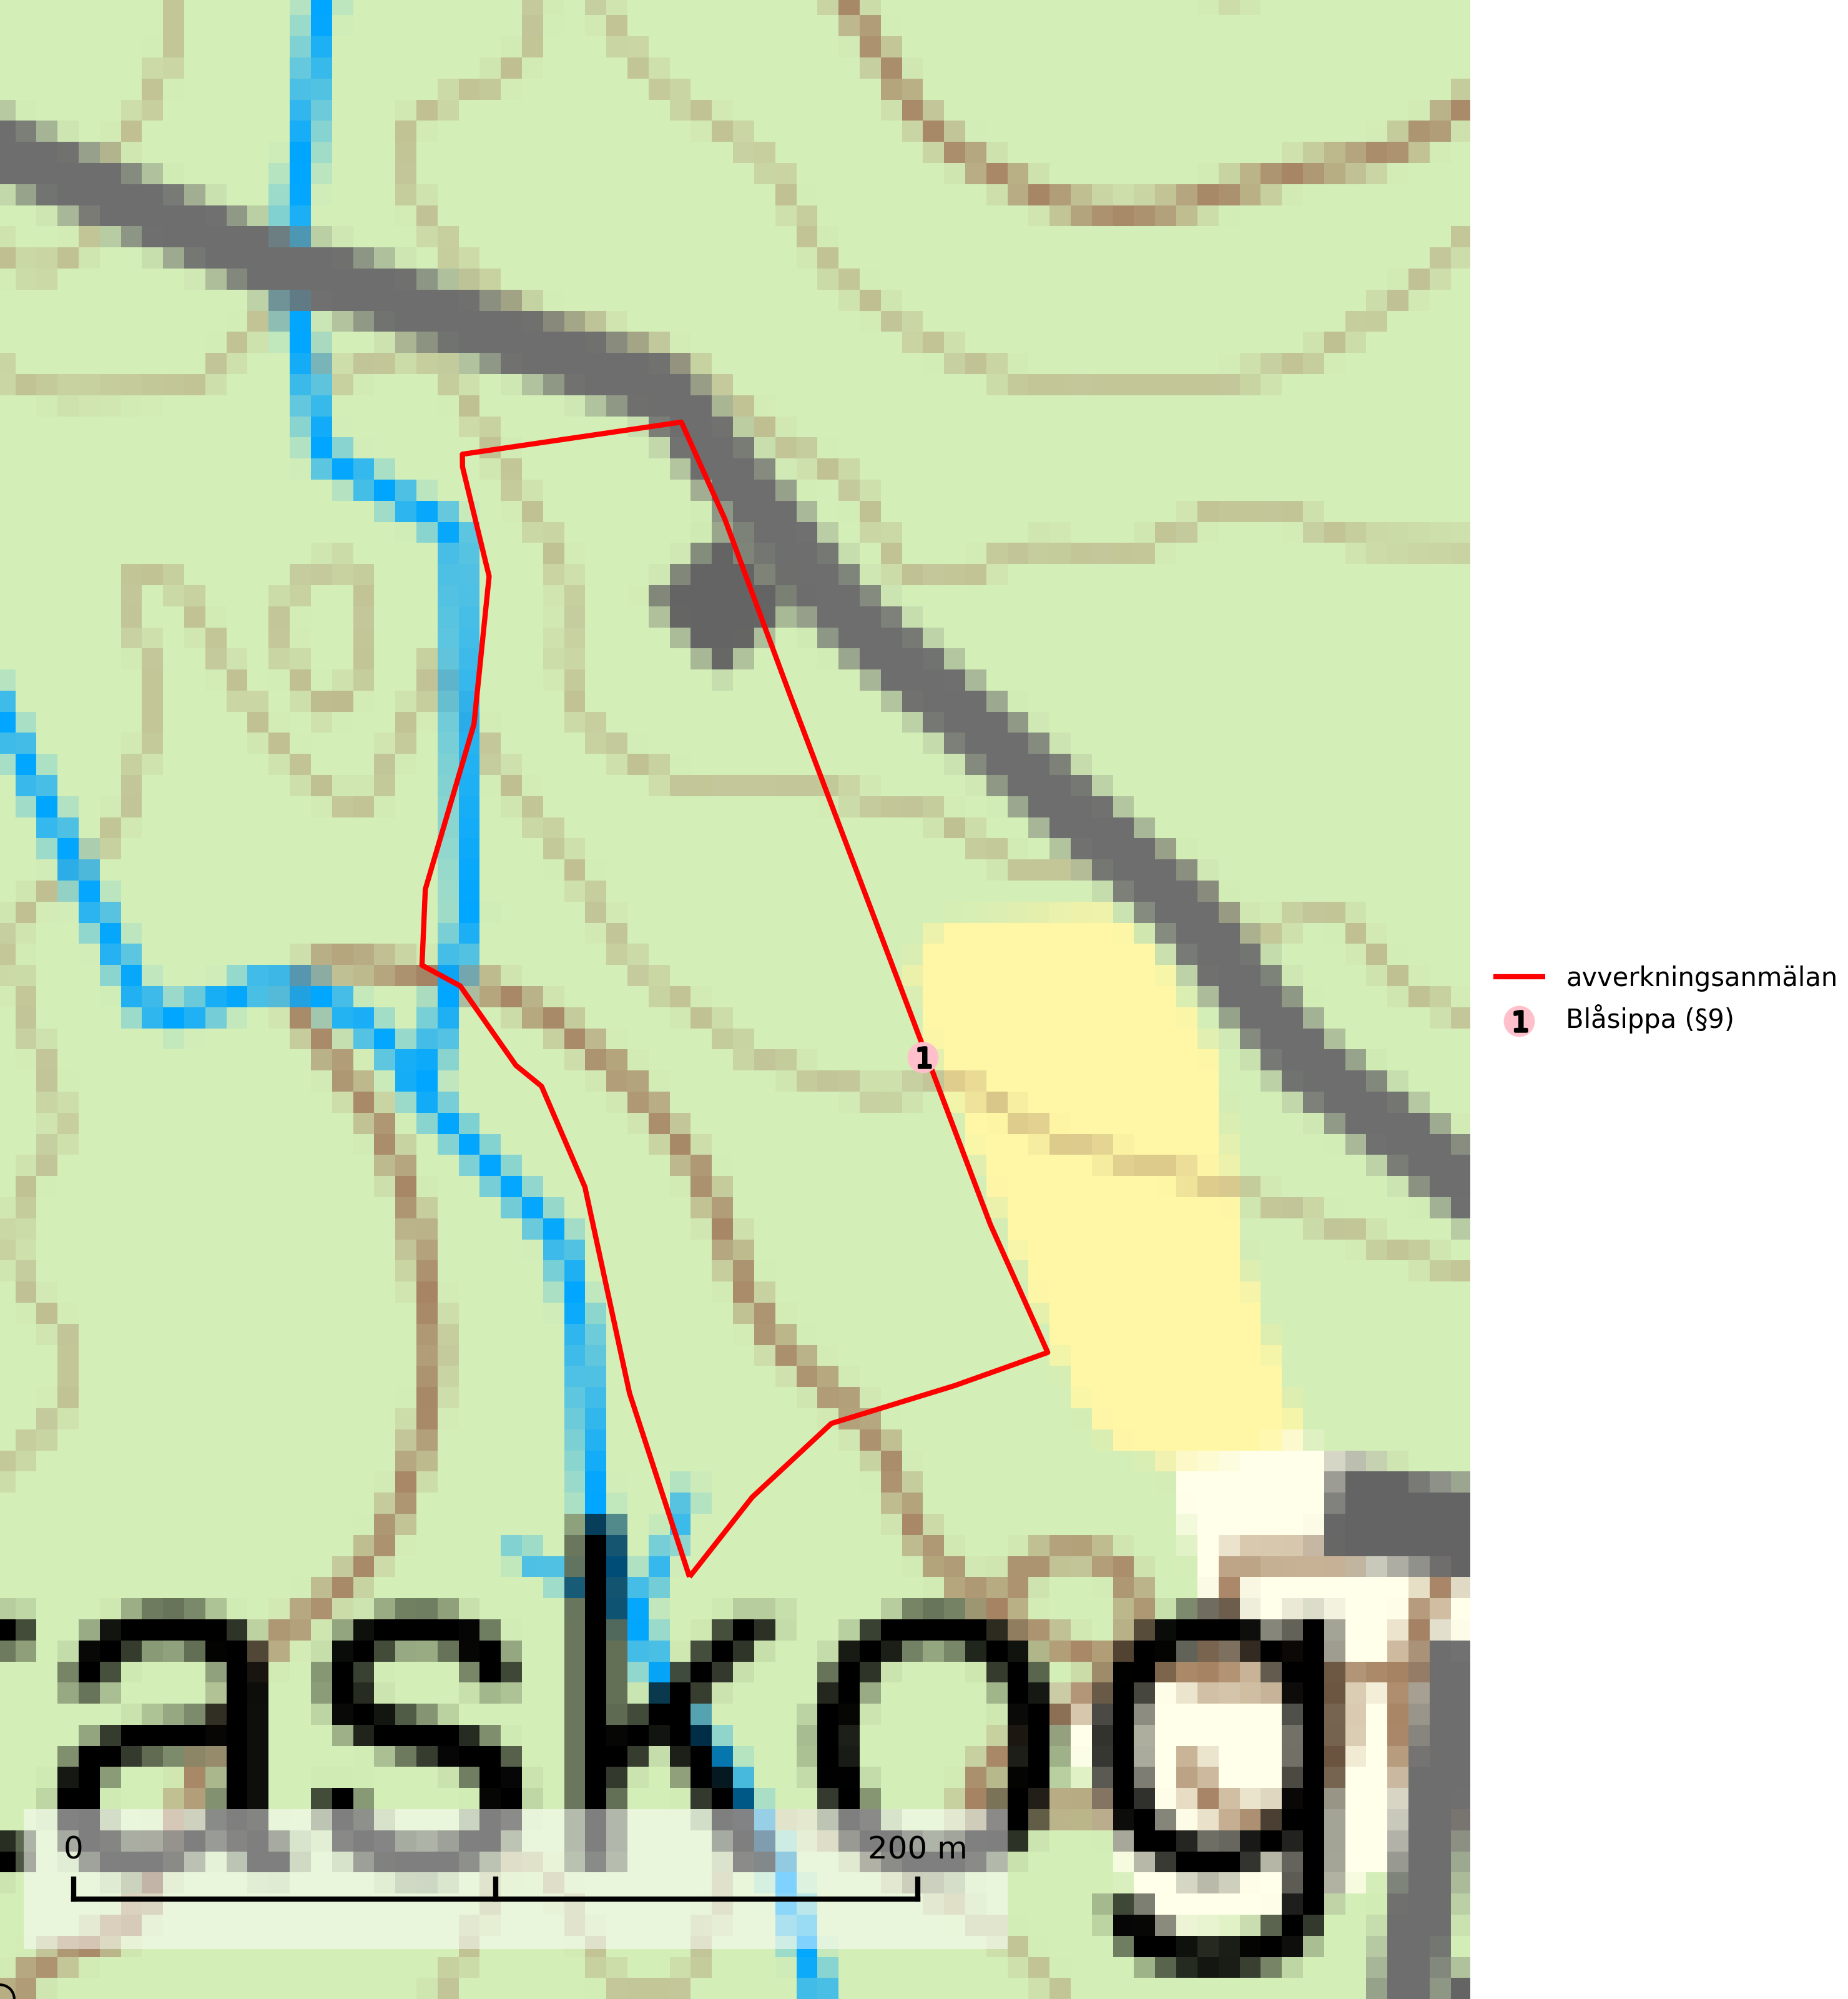 1
avverkningsanmälan
1 Blåsippa (§9)
askog
0 200 m